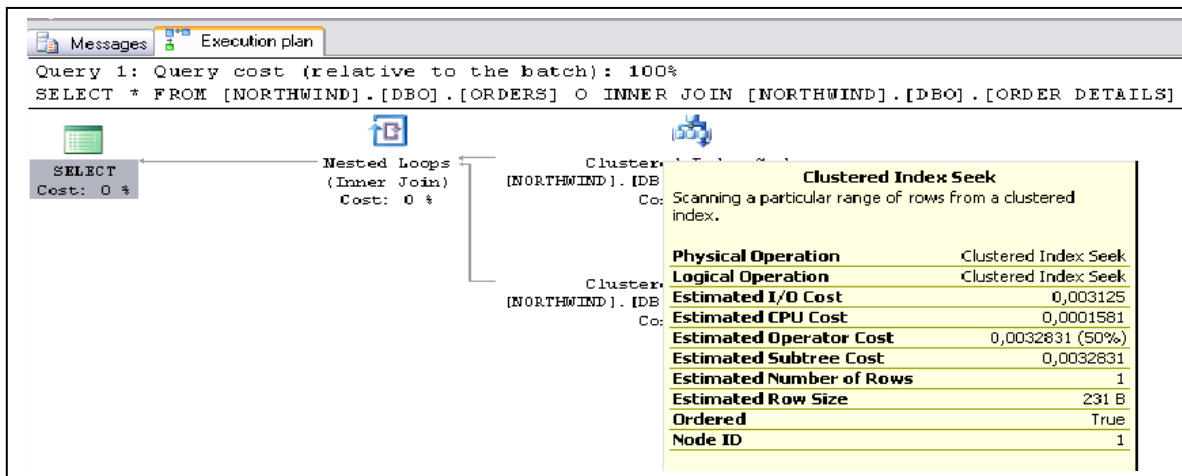 Messages Execution plan
Query 1: Query cost (relative to the batch): 100%
SELECT * FROM [NORTHWIND].[DBO].[ORDERS] O INNER JOIN [NORTHWIND].[DBO].[ORDER DETAILS]
SELECT
Cost: 0 %
Nested Loops
(Inner Join)
Cost: 0 %
[NORTHWIND].[DB
[NORTHWIND].[DB
Clustered Index Seek
Scanning a particular range of rows from a clustered
index.
Physical Operation Clustered Index Seek
Logical Operation Clustered Index Seek
Estimated I/O Cost 0,003125
Estimated CPU Cost 0,0001581
Estimated Operator Cost 0,0032831 (50%)
Estimated Subtree Cost 0,0032831
Estimated Number of Rows 1
Estimated Row Size 231 B
Ordered True
Node ID 1